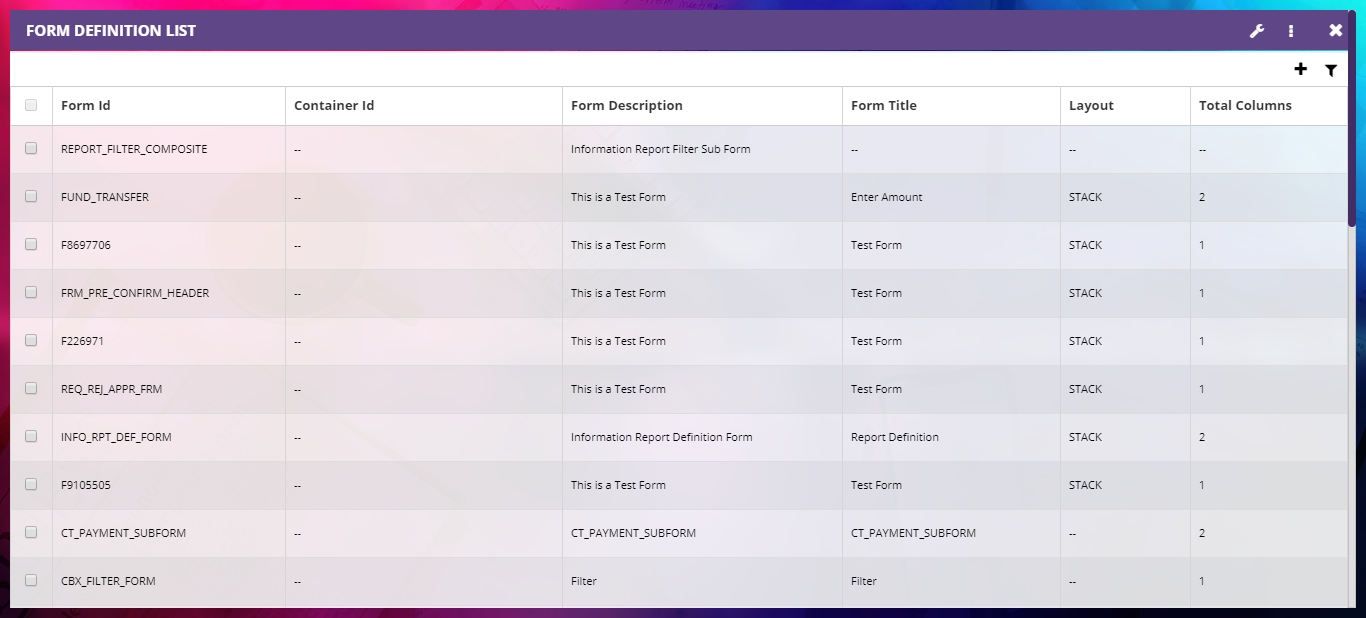 FORM DEFINITION LIST
Form Id Container Id Form Description Form Title Layout Total Columns
REPORT_FILTER_COMPOSITE -- Information Report Filter Sub Form -- -- --
FUND_TRANSFER -- This is a Test Form Enter Amount STACK 2
F8697706 -- This is a Test Form Test Form STACK 1
FRM_PRE_CONFIRM_HEADER -- This is a Test Form Test Form STACK 1
F226971 -- This is a Test Form Test Form STACK 1
REQ_REJ_APPR_FRM -- This is a Test Form Test Form STACK 1
INFO_RPT_DEF_FORM -- Information Report Definition Form Report Definition STACK 2
F9105505 -- This is a Test Form Test Form STACK 1
CT_PAYMENT_SUBFORM -- CT_PAYMENT_SUBFORM CT_PAYMENT_SUBFORM -- 2
CBX_FILTER_FORM -- Filter Filter -- 1